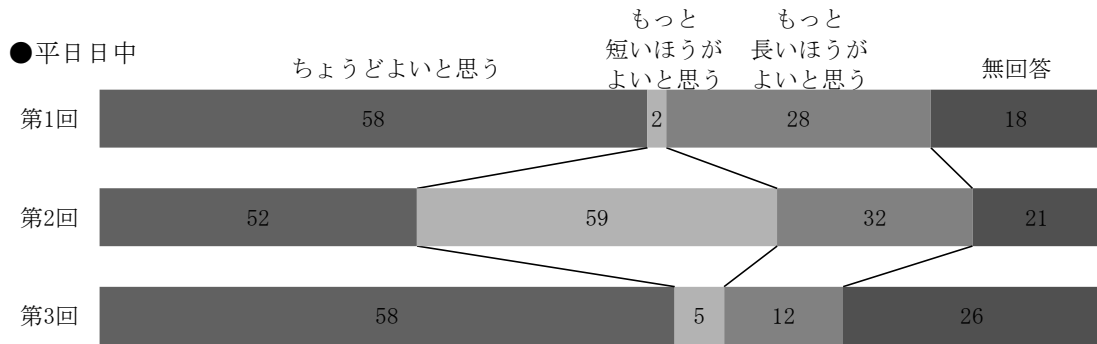 ●平日日中
ちょうどよいと思う
もっと
短いほうが
よいと思う
もっと
長いほうが
よいと思う
無回答
第1回
58
2
28
18
第2回
52
59
32
21
第3回
58
5
12
26